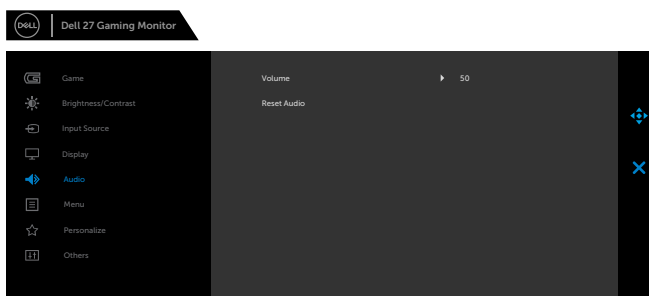 DELL
Dell 27 Gaming Monitor
Game
Volume 50
Brightness/Contrast
Reset Audio
Input Source
Display
Audio
Menu
Personalize
Others